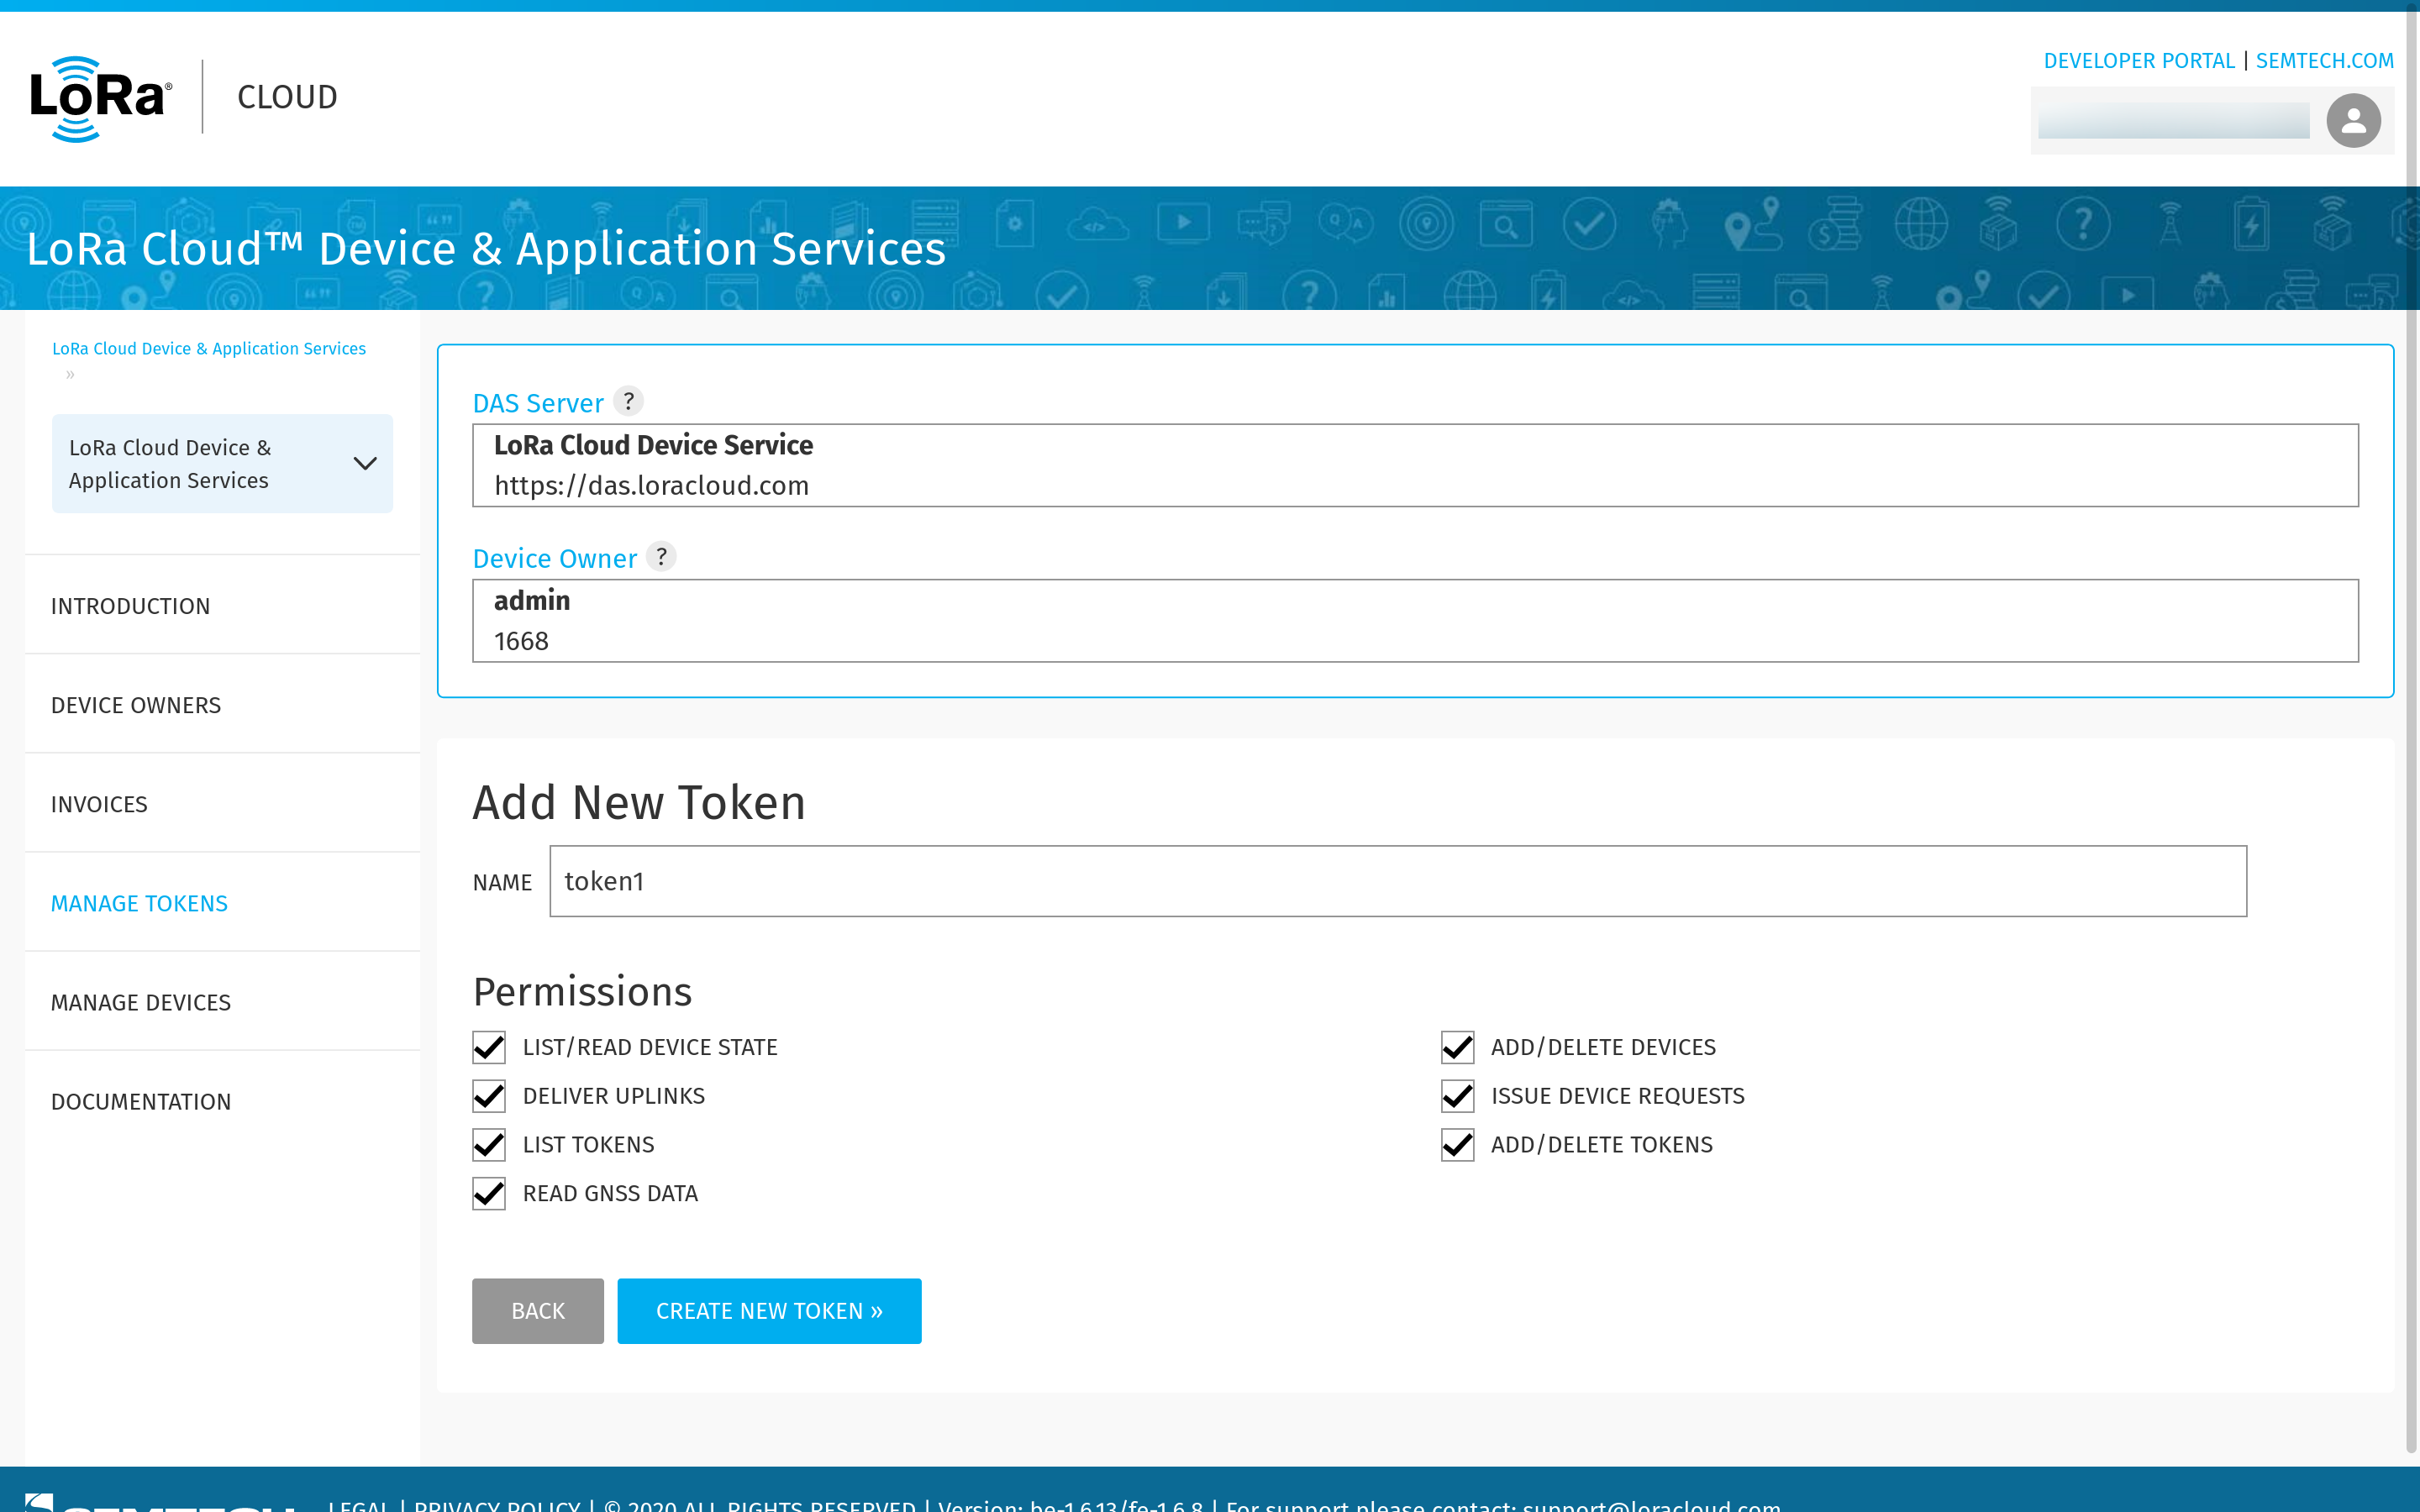 LoRa®
CLOUD
DEVELOPER PORTAL | SEMTECH.COM
LoRa Cloud™ Device & Application Services
LoRa Cloud Device & Application Services
»
LoRa Cloud Device &
Application Services
INTRODUCTION
DEVICE OWNERS
INVOICES
MANAGE TOKENS
MANAGE DEVICES
DOCUMENTATION
DAS Server ?
LoRa Cloud Device Service
https://das.loracloud.com
Device Owner ?
admin
1668
Add New Token
NAME token1
Permissions
LIST/READ DEVICE STATE
ADD/DELETE DEVICES
DELIVER UPLINKS
ISSUE DEVICE REQUESTS
LIST TOKENS
ADD/DELETE TOKENS
READ GNSS DATA
BACK
CREATE NEW TOKEN »
SEMTECH
LEGAL | PRIVACY POLICY | © 2020 ALL RIGHTS RESERVED | Version: be-1.6.13/fe-1.6.8 | For support please contact: support@loracloud.com